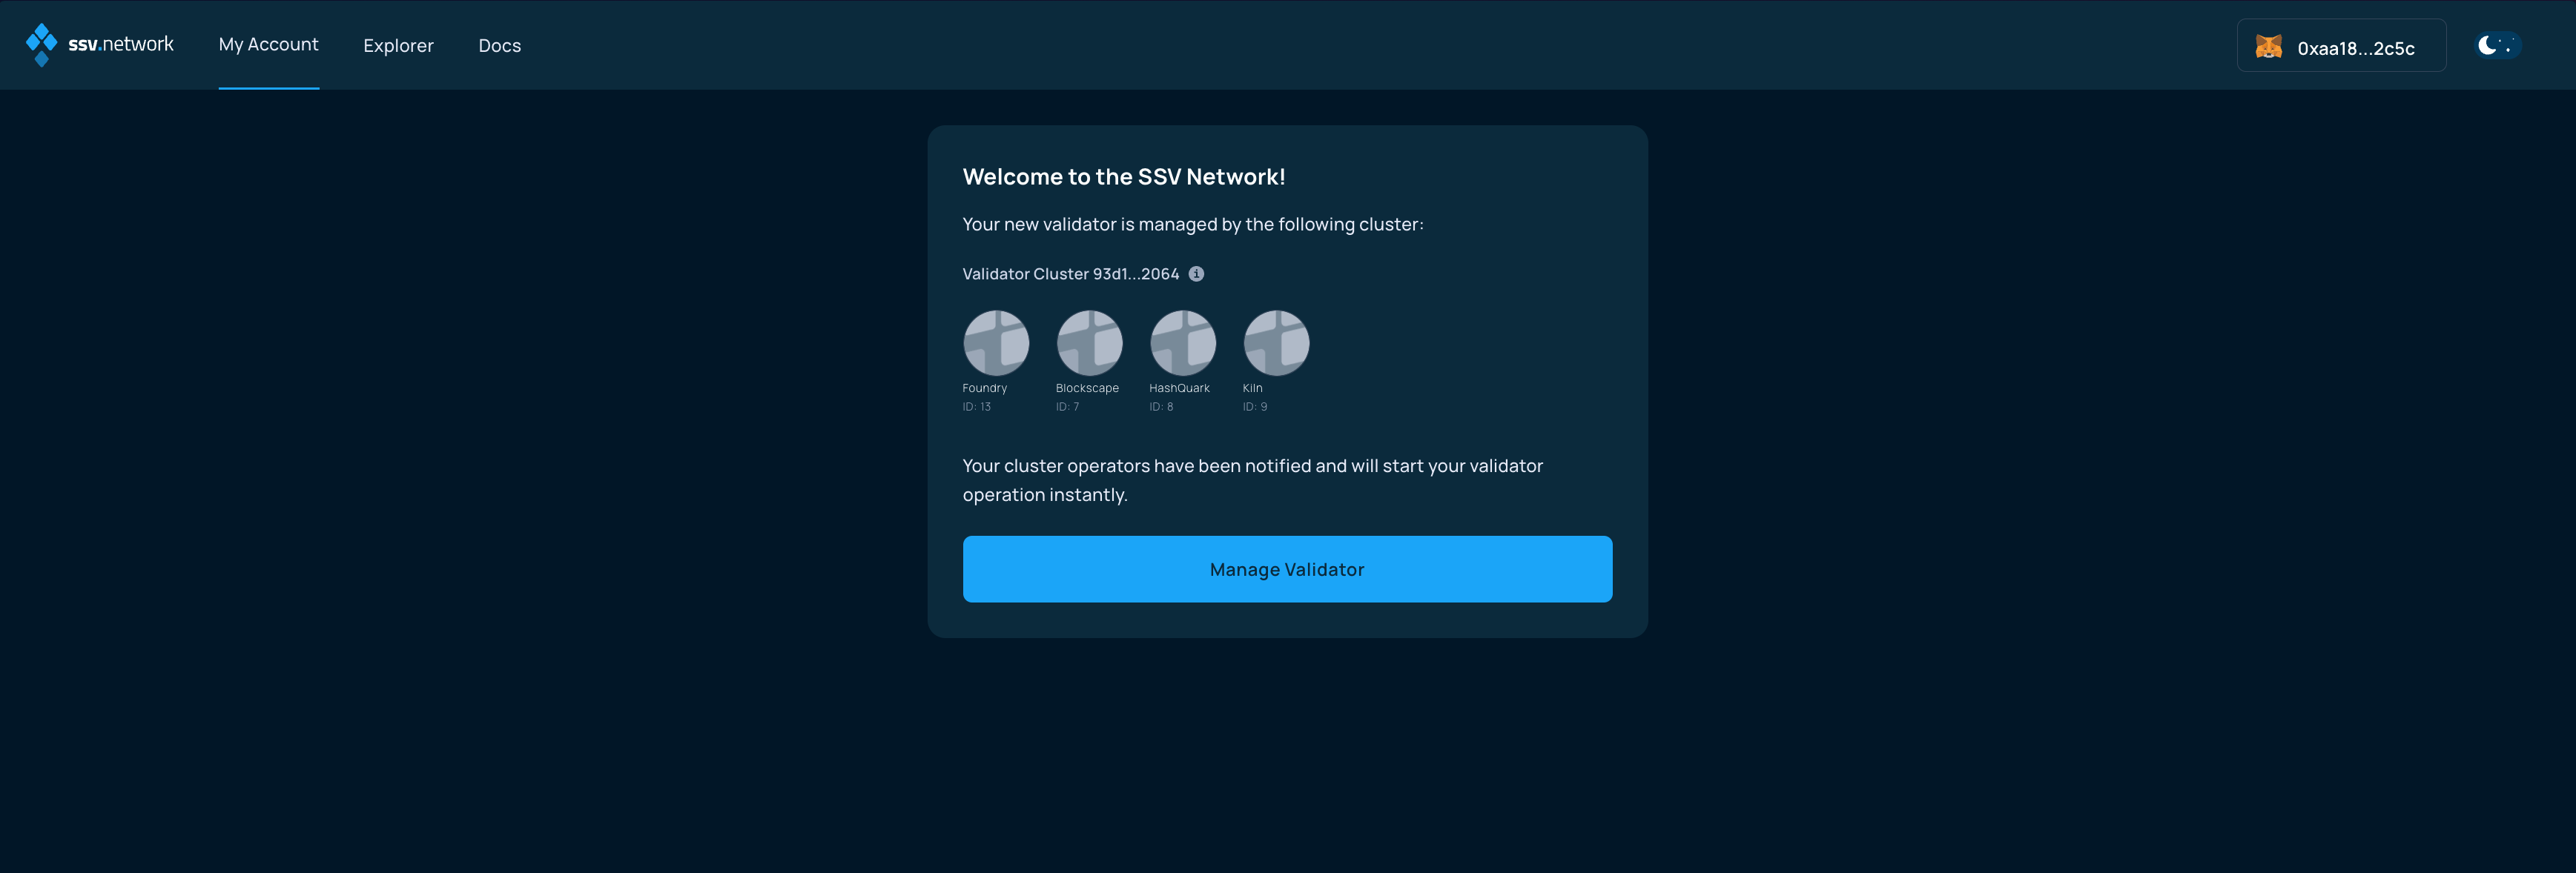 ssv.network
My Account
Explorer
Docs
0xaa18...2c5c
Welcome to the SSV Network!
Your new validator is managed by the following cluster:
Validator Cluster 93d1...2064
Foundry
ID: 13
Blockscape
ID: 7
HashQuark
ID: 8
Kiln
ID: 9
Your cluster operators have been notified and will start your validator
operation instantly.
Manage Validator